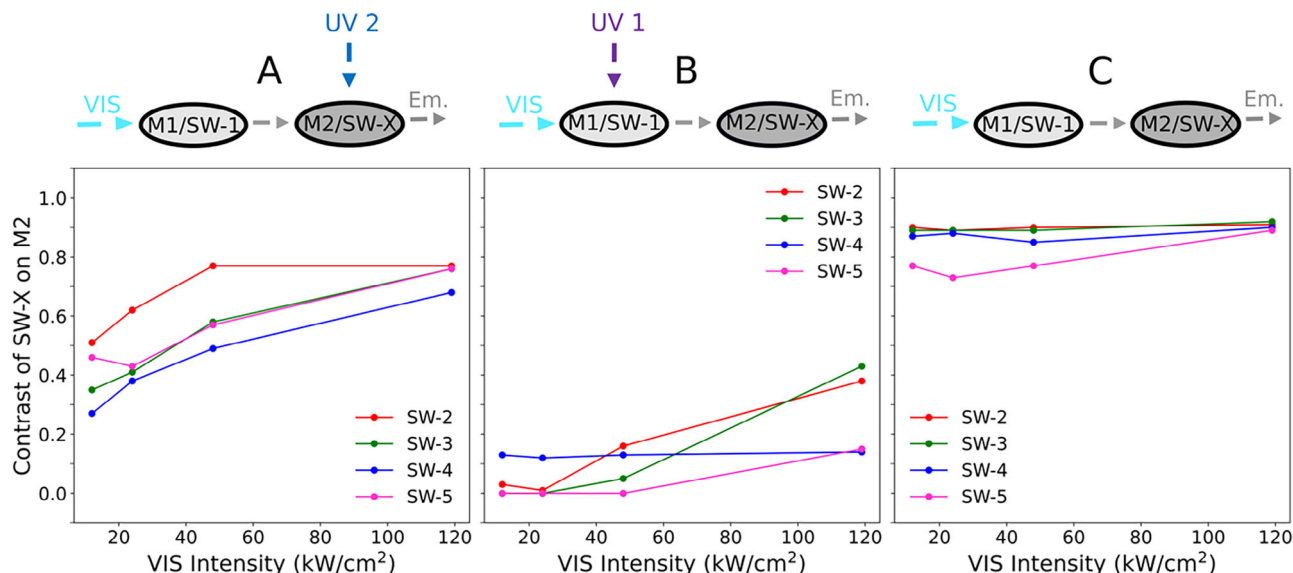 UV 2
UV 1
A
B
C
VIS
M1/SW-1
M2/SW-X
Em.
VIS
M1/SW-1
M2/SW-X
Em.
VIS
M1/SW-1
M2/SW-X
Em.
Contrast of SW-X on M2
1.0
0.8
0.6
0.4
0.2
0.0
SW-2
SW-3
SW-4
SW-5
20
40
60
80
100
120
VIS Intensity (kW/cm²)
SW-2
SW-3
SW-4
SW-5
20
40
60
80
100
120
VIS Intensity (kW/cm²)
SW-2
SW-3
SW-4
SW-5
20
40
60
80
100
120
VIS Intensity (kW/cm²)